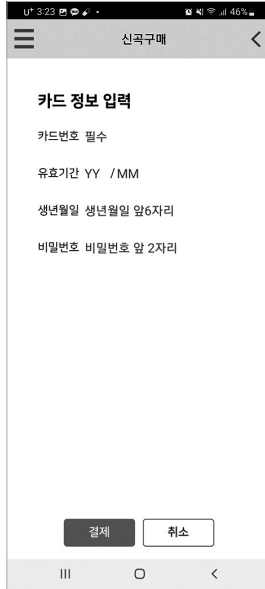 U+ 3:23 46%
신곡구매
카드 정보 입력
카드번호 필수
유효기간 YY / MM
생년월일 생년월일 앞6자리
비밀번호 비밀번호 앞 2자리
결제 취소